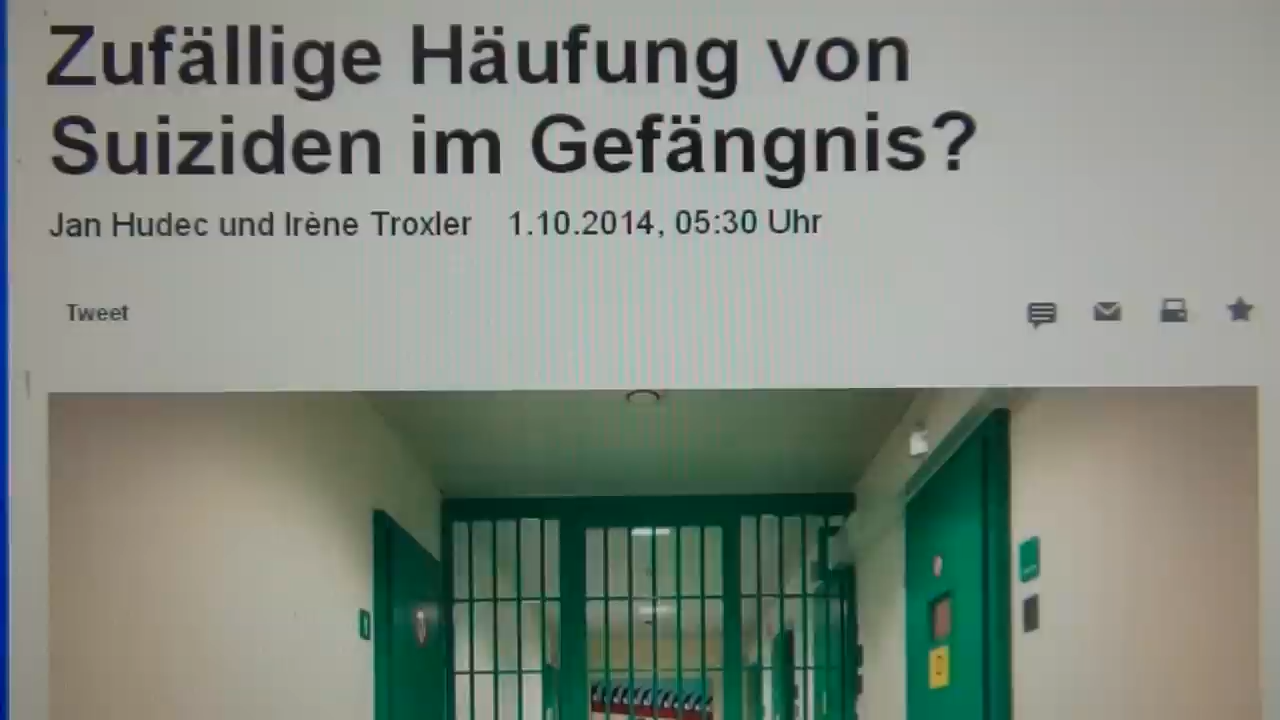 Zufällige Häufung von
Suiziden im Gefängnis?
Jan Hudec und Irène Troxler 1.10.2014, 05:30 Uhr
Tweet